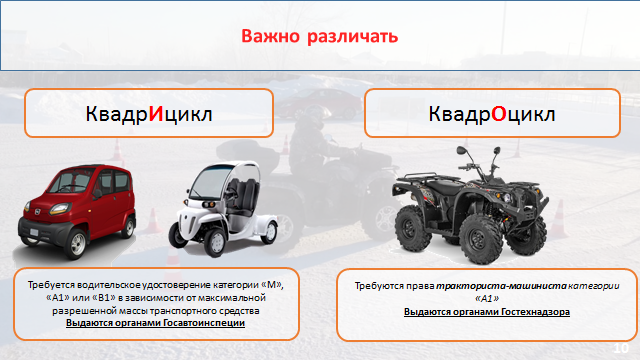 Важно различать
КвадрИцикл
КвадрОцикл
Требуется водительское удостоверение категории «М»,
«А1» или «В1» в зависимости от максимальной
разрешенной массы транспортного средства
Выдаются органами Госавтоинспеции
Требуются права тракториста-машиниста категории
«А1»
Выдаются органами Гостехнадзора
10